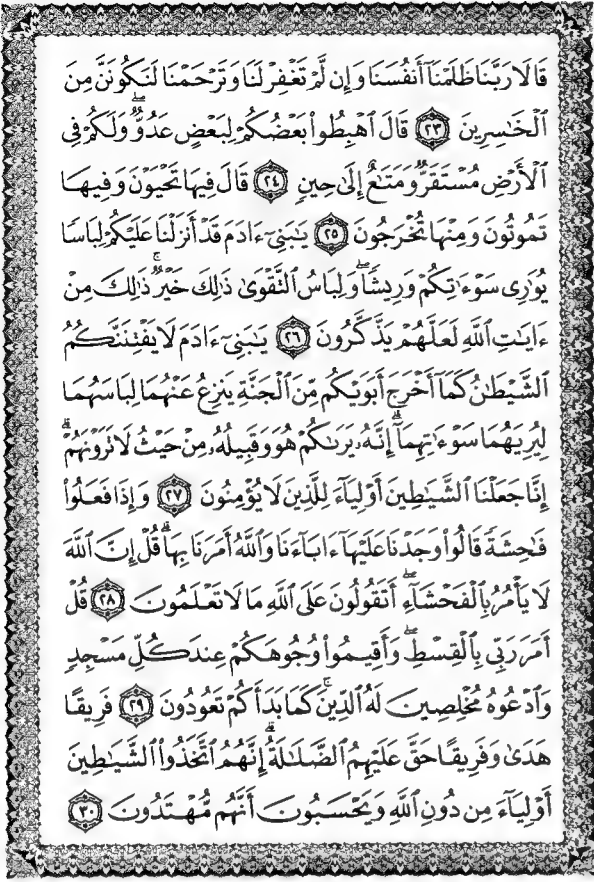 قَالَا رَبَّنَا ظَلَمْنَآ أَنفُسَنَا وَإِن لَّمْ تَغْفِرْ لَنَا وَتَرْحَمْنَا لَنَكُونَنَّ مِنَ
ٱلْخَٰسِرِينَ ٢٣ قَالَ ٱهْبِطُوا۟ بَعْضُكُمْ لِبَعْضٍ عَدُوٌّ ۖ وَلَكُمْ فِى
ٱلْأَرْضِ مُسْتَقَرٌّ وَمَتَٰعٌ إِلَىٰ حِينٍ ٢٤ قَالَ فِيهَا تَحْيَوْنَ وَفِيهَا
تَمُوتُونَ وَمِنْهَا تُخْرَجُونَ ٢٥ يَٰبَنِىٓ ءَادَمَ قَدْ أَنزَلْنَا عَلَيْكُمْ لِبَاسًا
يُوَٰرِى سَوْءَٰتِكُمْ وَرِيشًا ۖ وَلِبَاسُ ٱلتَّقْوَىٰ ذَٰلِكَ خَيْرٌ ۚ ذَٰلِكَ مِنْ
ءَايَٰتِ ٱللَّهِ لَعَلَّهُمْ يَذَّكَّرُونَ ٢٦ يَٰبَنِىٓ ءَادَمَ لَا يَفْتِنَنَّكُمُ
ٱلشَّيْطَٰنُ كَمَآ أَخْرَجَ أَبَوَيْكُم مِّنَ ٱلْجَنَّةِ يَنزِعُ عَنْهُمَا لِبَاسَهُمَا
لِيُرِيَهُمَا سَوْءَٰتِهِمَآ ۗ إِنَّهُۥ يَرَىٰكُمْ هُوَ وَقَبِيلُهُۥ مِنْ حَيْثُ لَا تَرَوْنَهُمْ ۗ
إِنَّا جَعَلْنَا ٱلشَّيَٰطِينَ أَوْلِيَآءَ لِلَّذِينَ لَا يُؤْمِنُونَ ٢٧ وَإِذَا فَعَلُوا۟
فَٰحِشَةً قَالُوا۟ وَجَدْنَا عَلَيْهَآ ءَابَآءَنَا وَٱللَّهُ أَمَرَنَا بِهَا ۗ قُلْ إِنَّ ٱللَّهَ
لَا يَأْمُرُ بِٱلْفَحْشَآءِ ۖ أَتَقُولُونَ عَلَى ٱللَّهِ مَا لَا تَعْلَمُونَ ٢٨ قُلْ
أَمَرَ رَبِّى بِٱلْقِسْطِ ۖ وَأَقِيمُوا۟ وُجُوهَكُمْ عِندَ كُلِّ مَسْجِدٍ
وَٱدْعُوهُ مُخْلِصِينَ لَهُ ٱلدِّينَ ۚ كَمَا بَدَأَكُمْ تَعُودُونَ ٢٩ فَرِيقًا
هَدَىٰ وَفَرِيقًا حَقَّ عَلَيْهِمُ ٱلضَّلَٰلَةُ ۗ إِنَّهُمُ ٱتَّخَذُوا۟ ٱلشَّيَٰطِينَ
أَوْلِيَآءَ مِن دُونِ ٱللَّهِ وَيَحْسَبُونَ أَنَّهُم مُّهْتَدُونَ ٣٠